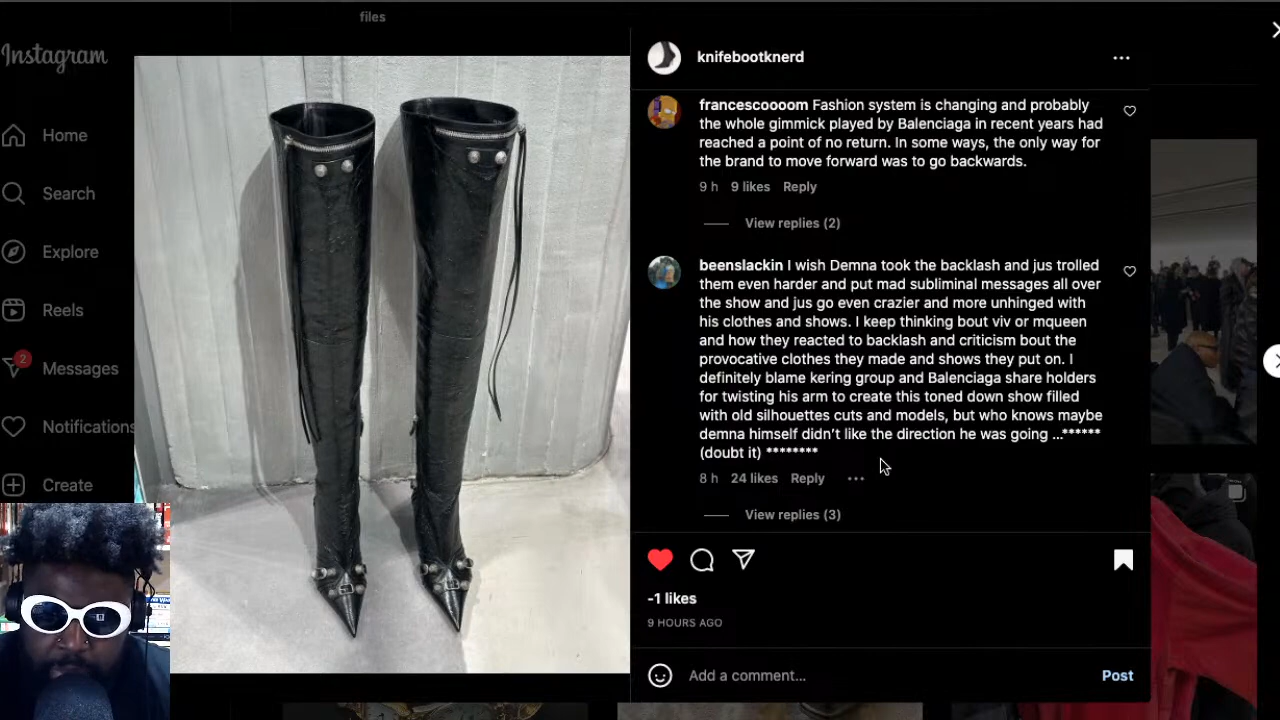 files
Instagram
Home
Search
Explore
Reels
2
Messages
Notifications
Create
knifebootknerd
francescoooom Fashion system is changing and probably
the whole gimmick played by Balenciaga in recent years had
reached a point of no return. In some ways, the only way for
the brand to move forward was to go backwards.
9 h 9 likes Reply
View replies (2)
beenslackin I wish Demna took the backlash and jus trolled
them even harder and put mad subliminal messages all over
the show and jus go even crazier and more unhinged with
his clothes and shows. I keep thinking bout viv or mqueen
and how they reacted to backlash and criticism bout the
provocative clothes they made and shows they put on. I
definitely blame kering group and Balenciaga share holders
for twisting his arm to create this toned down show filled
with old silhouettes cuts and models, but who knows maybe
demna himself didn't like the direction he was going ...******
(doubt it) ********
8 h 24 likes Reply
View replies (3)
-1 likes
9 HOURS AGO
Add a comment...
Post